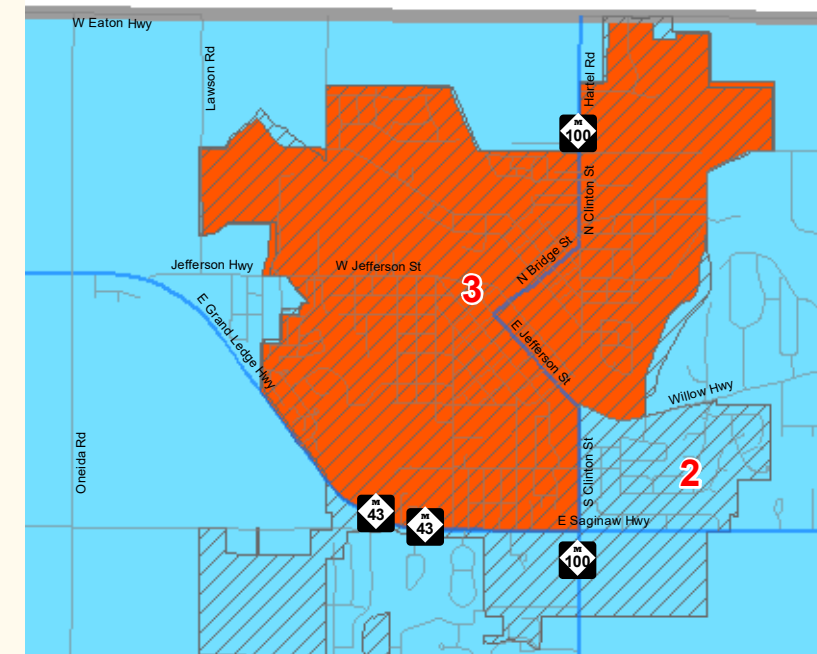 W Eaton Hwy
Lawson Rd
Hartel Rd
M
100
N Clinton St
N Bridge St
Jefferson Hwy
W Jefferson St
3
E Grand Ledge Hwy
E Jefferson St
Willow Hwy
Oneida Rd
S Clinton St
2
M
43
M
43
E Saginaw Hwy
M
100